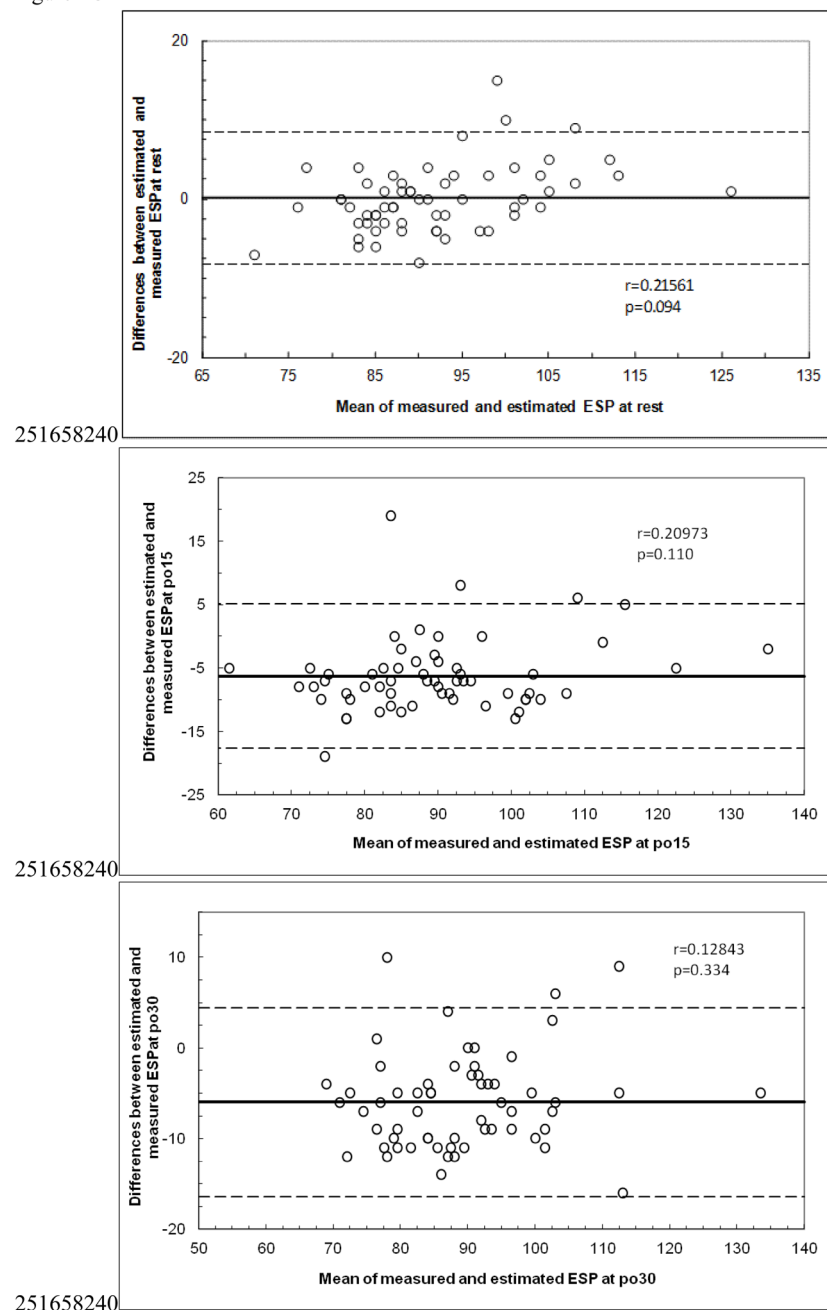 20
0
-20
65 75 85 95 105 115 125 135
Differences between estimated and
measured ESPat rest
r=0.21561
p=0.094
Mean of measured and estimated ESP at rest
251658240
25
15
5
-5
-15
-25
60 70 80 90 100 110 120 130 140
Differences between estimated and
measured ESPat po15
r=0.20973
p=0.110
Mean of measured and estimated ESP at po15
251658240
10
0
-10
-20
50 60 70 80 90 100 110 120 130 140
Differences between estimated and
measured ESPat po30
r=0.12843
p=0.334
Mean of measured and estimated ESP at po30
251658240